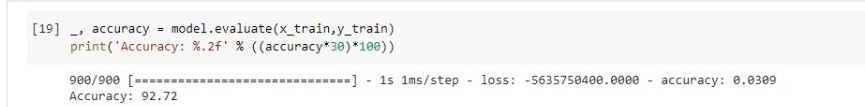 [19] _, accuracy = model.evaluate(x_train,y_train)
print('Accuracy: %.2f' % ((accuracy*30)*100))
900/900 [==============================] - 1s 1ms/step - loss: -5635750400.0000 - accuracy: 0.0309
Accuracy: 92.72